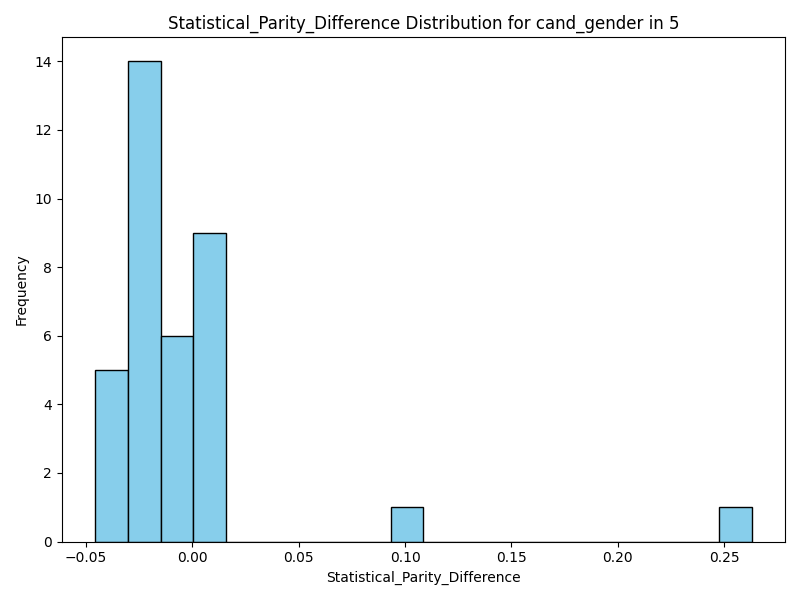 Statistical_Parity_Difference Distribution for cand_gender in 5
14
12
10
8
6
4
2
0
Frequency
−0.05 0.00 0.05 0.10 0.15 0.20 0.25
Statistical_Parity_Difference